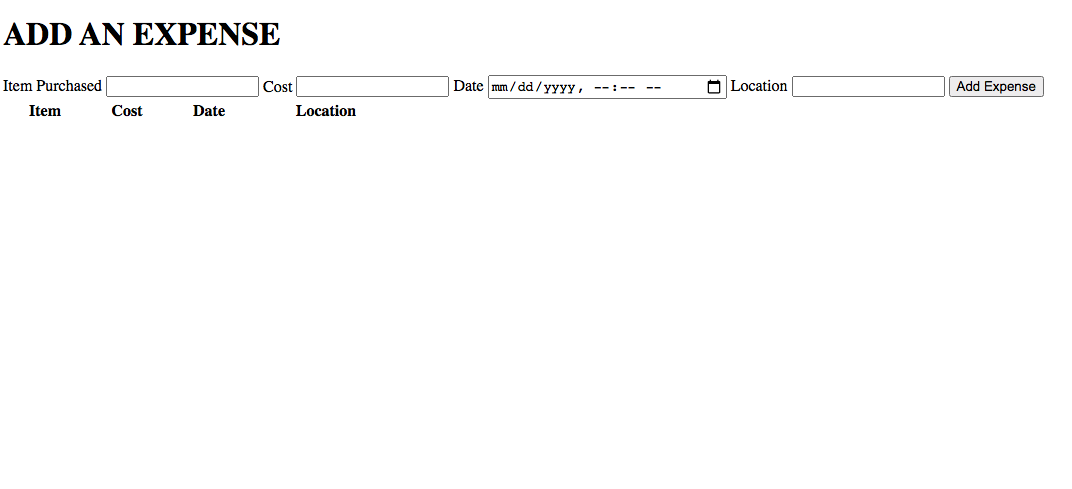 ADD AN EXPENSE
Item Purchased Cost Date mm/dd/yyyy, --:-- -- Location Add Expense
Item Cost Date Location